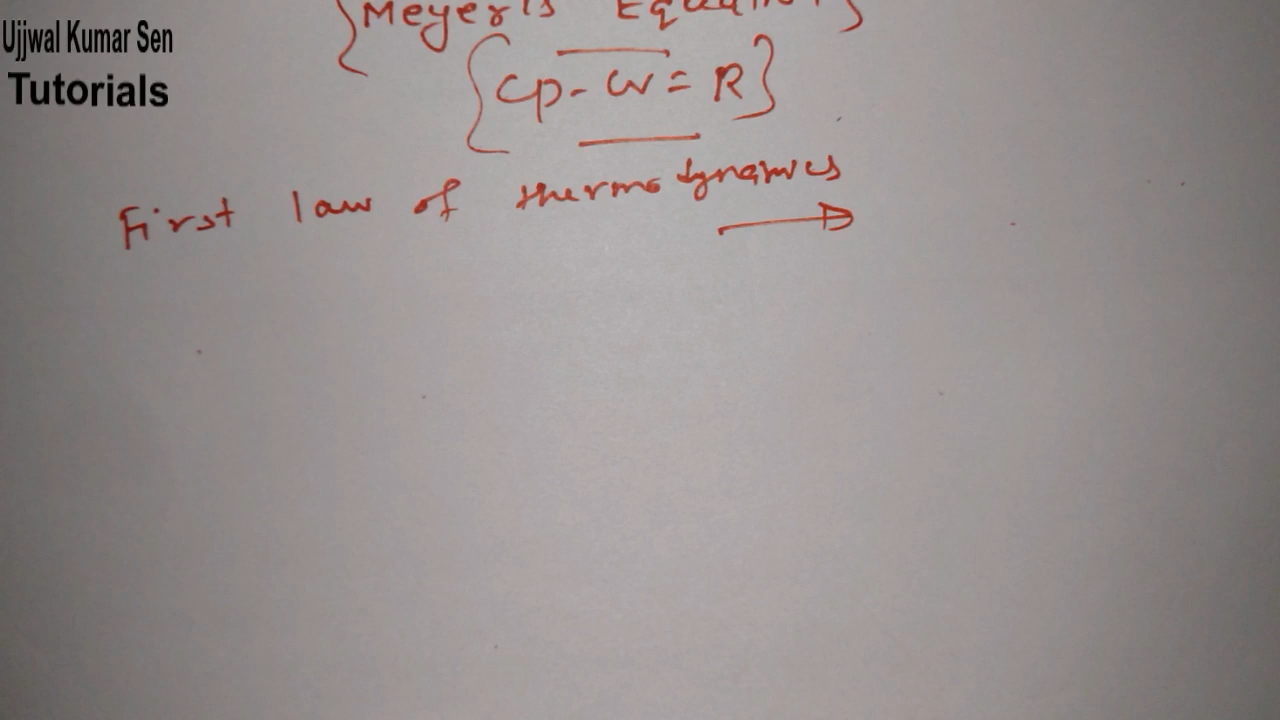 Ujjwal Kumar Sen
Tutorials
{Meyer's Equation}
{Cp - Cv = R}
First law of thermodynamics →